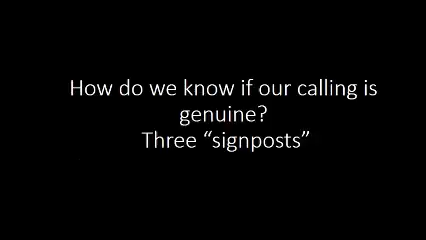 How do we know if our calling is
genuine?
Three “signposts”